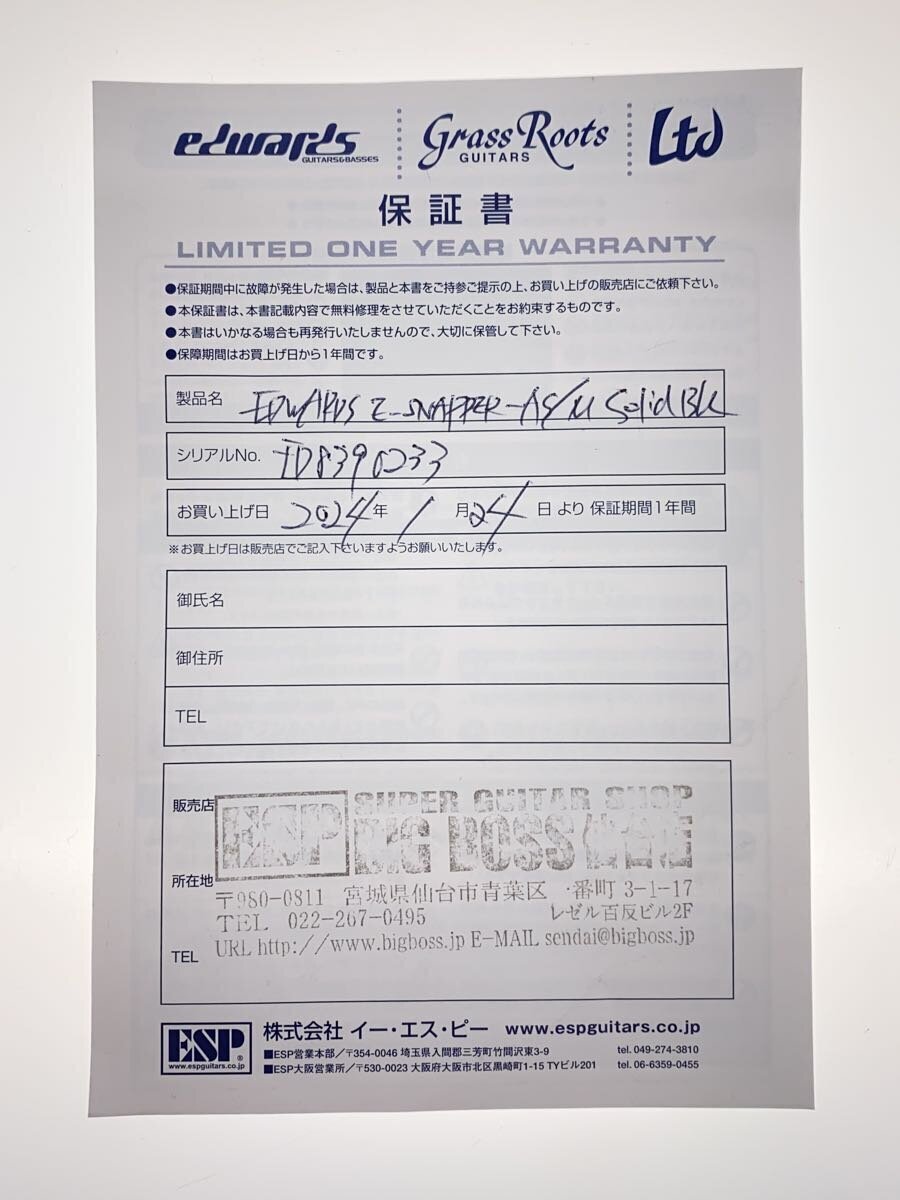 edwards GUITARS&BASSES Grass Roots GUITARS Ltd
保証書
LIMITED ONE YEAR WARRANTY
●保証期間中に故障が発生した場合は、製品と本書をご持参ご提示の上、お買い上げの販売店にご依頼下さい。
●本保証書は、本書記載内容で無料修理をさせていただくことをお約束するものです。
●本書はいかなる場合も再発行いたしませんので、大切に保管して下さい。
●保障期間はお買上げ日から1年間です。
製品名 EDWARDS E-SNAPPER-AS/M Solid BLK
シリアルNo. ED8390233
お買い上げ日 2024年 1月24日 より 保証期間1年間
※お買上げ日は販売店でご記入下さいますようお願いいたします。
御氏名
御住所
TEL
販売店 ESP SUPER GUITAR SHOP
BIG BOSS 仙台店
所在地
〒980-0811 宮城県仙台市青葉区一番町 3-1-17
TEL 022-267-0495 レゼル百反ビル2F
URL http://www.bigboss.jp E-MAIL sendai@bigboss.jp
TEL
ESP® 株式会社 イー・エス・ピー www.espguitars.co.jp
www.espguitars.co.jp
■ESP営業本部/〒354-0046 埼玉県入間郡三芳町竹間沢東3-9 tel. 049-274-3810
■ESP大阪営業所/〒530-0023 大阪府大阪市北区黒崎町1-15 TYビル201 tel. 06-6359-0455